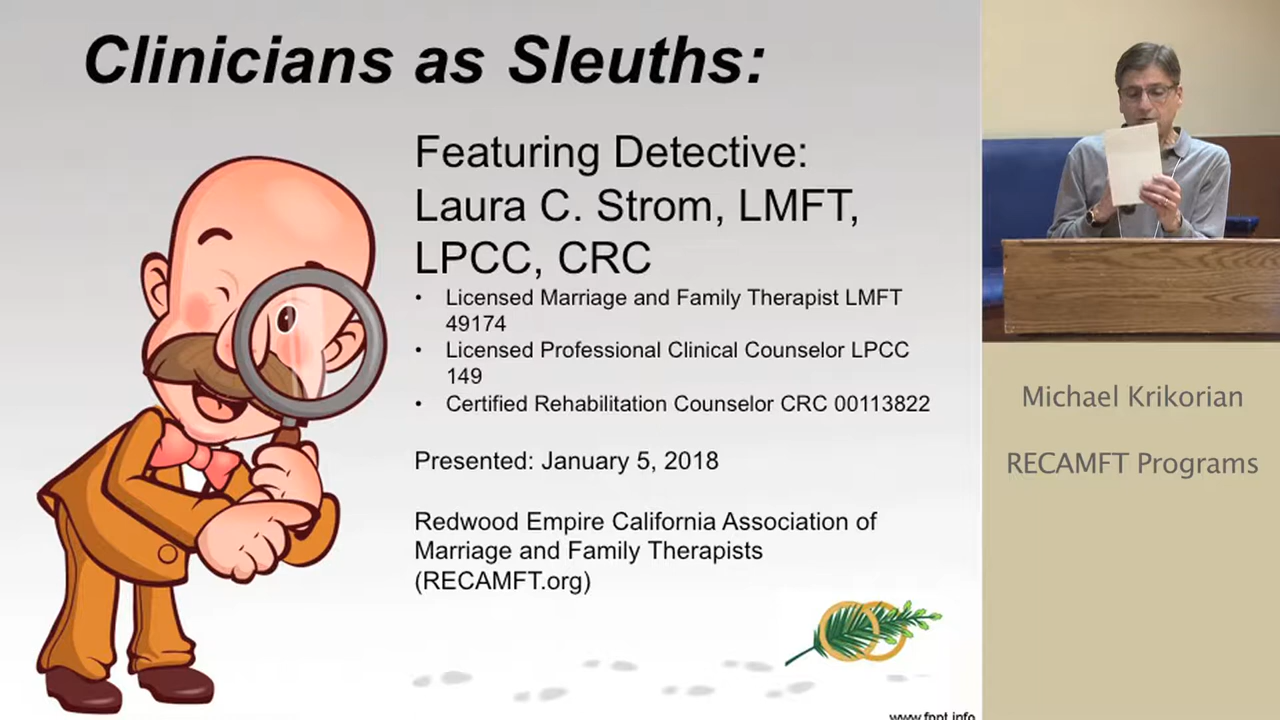 Clinicians as Sleuths:
Featuring Detective:
Laura C. Strom, LMFT,
LPCC, CRC
• Licensed Marriage and Family Therapist LMFT
49174
• Licensed Professional Clinical Counselor LPCC
149
• Certified Rehabilitation Counselor CRC 00113822
Presented: January 5, 2018
Redwood Empire California Association of
Marriage and Family Therapists
(RECAMFT.org)
www.fppt.info
Michael Krikorian
RECAMFT Programs